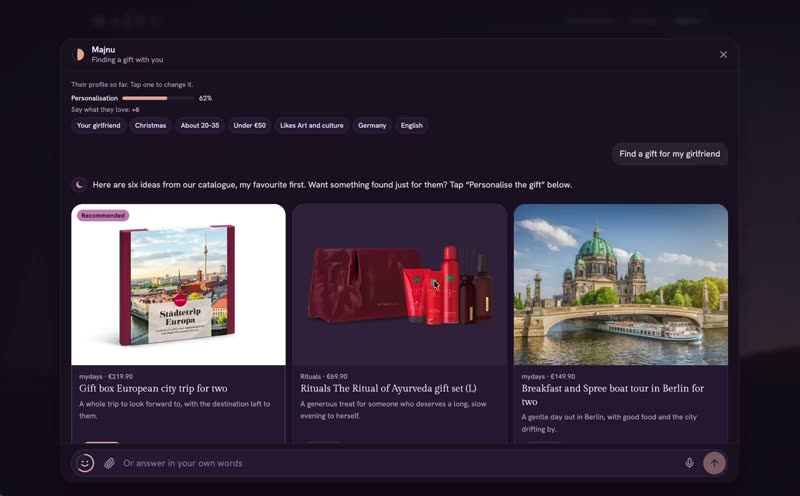 Majnu
Finding a gift with you
Their profile so far. Tap one to change it.
Personalisation 62%
Say what they love: +6
Your girlfriend
Christmas
About 20-35
Under €50
Likes Art and culture
Germany
English
Find a gift for my girlfriend
Here are six ideas from our catalogue, my favourite first. Want something found just for them? Tap “Personalise the gift” below.
Recommended
Städtetrip
Europa
mydays · €219.90
Gift box European city trip for two
A whole trip to look forward to, with the destination left to
them.
Rituals · €69.90
Rituals The Ritual of Ayurveda gift set (L)
A generous treat for someone who deserves a long, slow
evening to herself.
mydays · €149.90
Breakfast and Spree boat tour in Berlin for
two
A gentle day out in Berlin, with good food and the city
drifting by.
Or answer in your own words